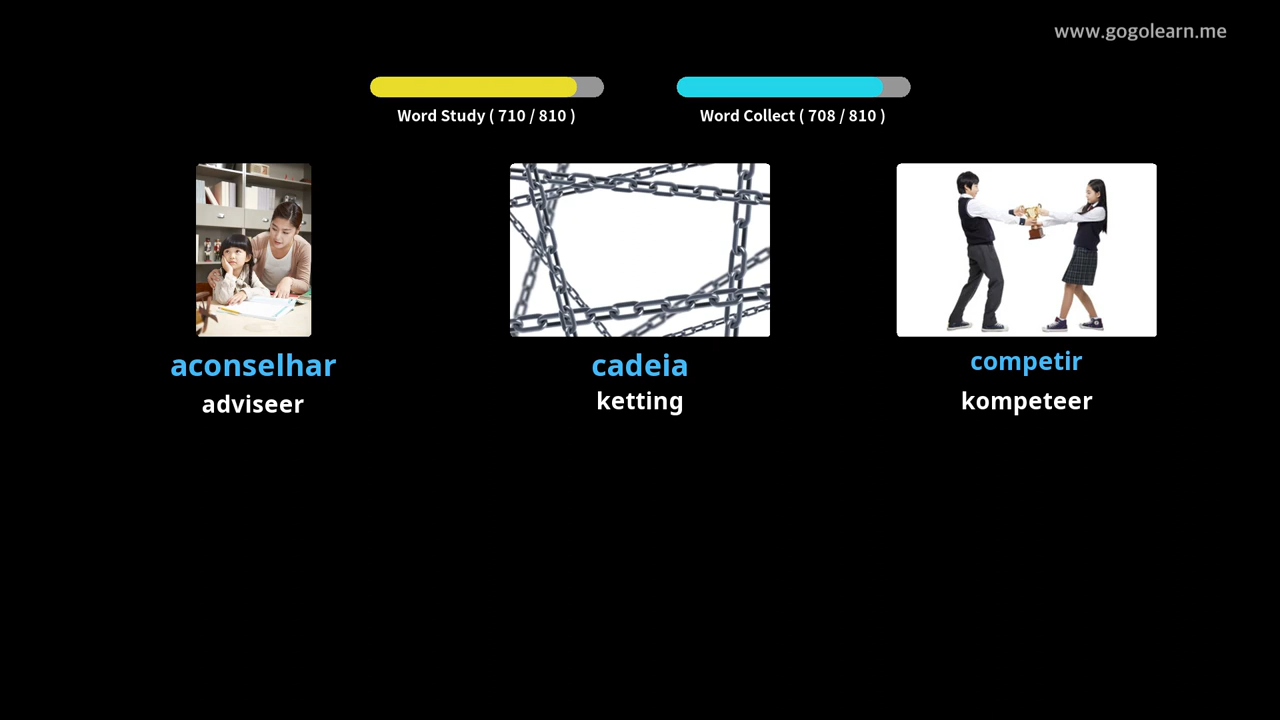 www.gogolearn.me
Word Study ( 710 / 810 )
Word Collect ( 708 / 810 )
aconselhar
adviseer
cadeia
ketting
competir
kompeteer